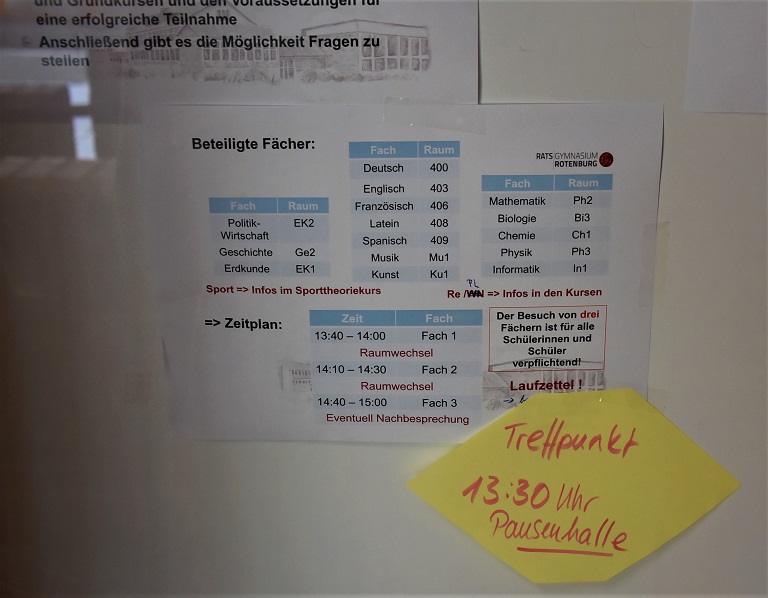 und Grundkursen und den Voraussetzungen für
eine erfolgreiche Teilnahme
Anschließend gibt es die Möglichkeit Fragen zu
stellen
Beteiligte Fächer:
RATSGYMNASIUM
ROTENBURG
Fach Raum
Politik-
Wirtschaft EK2
Geschichte Ge2
Erdkunde EK1
Fach Raum
Deutsch 400
Englisch 403
Französisch 406
Latein 408
Spanisch 409
Musik Mu1
Kunst Ku1
Fach Raum
Mathematik Ph2
Biologie Bi3
Chemie Ch1
Physik Ph3
Informatik In1
Sport => Infos im Sporttheoriekurs
PL
Re /WN => Infos in den Kursen
=> Zeitplan:
Zeit Fach
13:40 – 14:00 Fach 1
Raumwechsel
14:10 – 14:30 Fach 2
Raumwechsel
14:40 – 15:00 Fach 3
Eventuell Nachbesprechung
Der Besuch von drei
Fächern ist für alle
Schülerinnen und
Schüler
verpflichtend!
Laufzettel !
Treffpunkt
13:30 Uhr
Pausenhalle